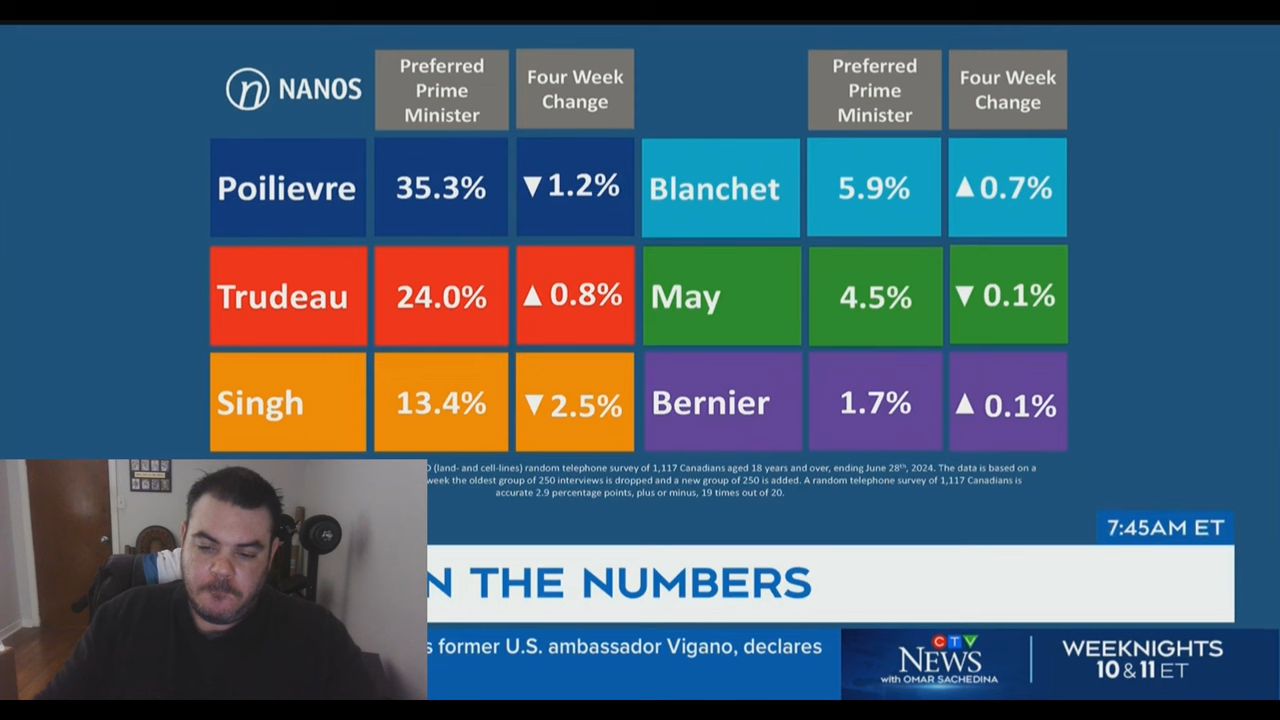 NANOS
Preferred
Prime
Minister
Four Week
Change
Preferred
Prime
Minister
Four Week
Change
Poilievre 35.3% ▼1.2% Blanchet 5.9% ▲0.7%
Trudeau 24.0% ▲0.8% May 4.5% ▼0.1%
Singh 13.4% ▼2.5% Bernier 1.7% ▲0.1%
(land- and cell-lines) random telephone survey of 1,117 Canadians aged 18 years and over, ending June 28th, 2024. The data is based on a
week the oldest group of 250 interviews is dropped and a new group of 250 is added. A random telephone survey of 1,117 Canadians is
accurate 2.9 percentage points, plus or minus, 19 times out of 20.
7:45AM ET
N THE NUMBERS
s former U.S. ambassador Vigano, declares
CTV
NEWS
with OMAR SACHEDINA
WEEKNIGHTS
10 & 11 ET